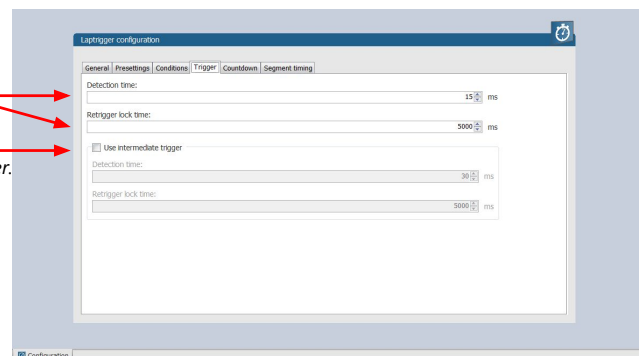 Laptrigger configuration
General Presettings Conditions Trigger Countdown Segment timing
Detection time:
15 ms
Retrigger lock time:
5000 ms
Use intermediate trigger
er.
Detection time:
30 ms
Retrigger lock time:
5000 ms
Configuration